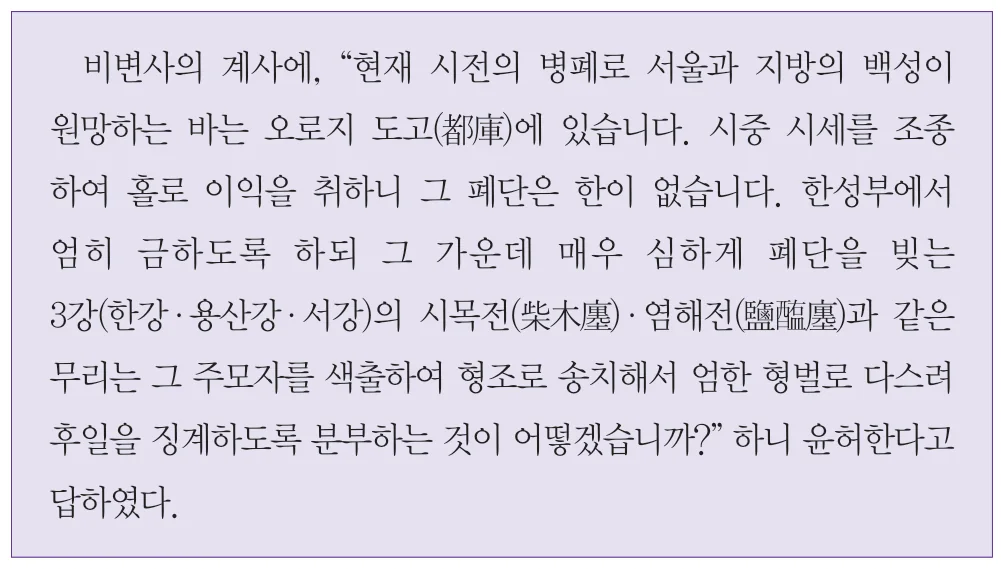 비변사의 계사에, “현재 시전의 병폐로 서울과 지방의 백성이
원망하는 바는 오로지 도고(都庫)에 있습니다. 시중 시세를 조종
하여 홀로 이익을 취하니 그 폐단은 한이 없습니다. 한성부에서
엄히 금하도록 하되 그 가운데 매우 심하게 폐단을 빚는
3강(한강·용산강·서강)의 시목전(柴木廛)·염해전(鹽醢廛)과 같은
무리는 그 주모자를 색출하여 형조로 송치해서 엄한 형벌로 다스려
후일을 징계하도록 분부하는 것이 어떻겠습니까?” 하니 윤허한다고
답하였다.